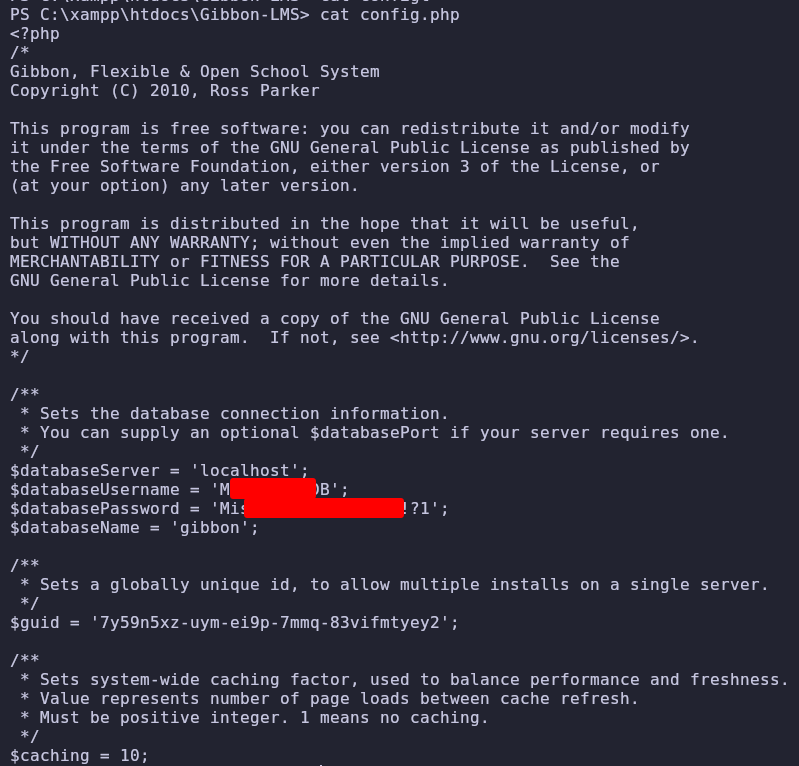 PS C:\xampp\htdocs\Gibbon-LMS> cat config.php
<?php
/*
Gibbon, Flexible & Open School System
Copyright (C) 2010, Ross Parker

This program is free software: you can redistribute it and/or modify
it under the terms of the GNU General Public License as published by
the Free Software Foundation, either version 3 of the License, or
(at your option) any later version.

This program is distributed in the hope that it will be useful,
but WITHOUT ANY WARRANTY; without even the implied warranty of
MERCHANTABILITY or FITNESS FOR A PARTICULAR PURPOSE.  See the
GNU General Public License for more details.

You should have received a copy of the GNU General Public License
along with this program.  If not, see <http://www.gnu.org/licenses/>.
*/

/**
 * Sets the database connection information.
 * You can supply an optional $databasePort if your server requires one.
 */
$databaseServer = 'localhost';
$databaseUsername = 
$databasePassword = 
$databaseName = 'gibbon';

/**
 * Sets a globally unique id, to allow multiple installs on a single server.
 */
$guid = '7y59n5xz-uym-ei9p-7mmq-83vifmtyey2';

/**
 * Sets system-wide caching factor, used to balance performance and freshness.
 * Value represents number of page loads between cache refresh.
 * Must be positive integer. 1 means no caching.
 */
$caching = 10;